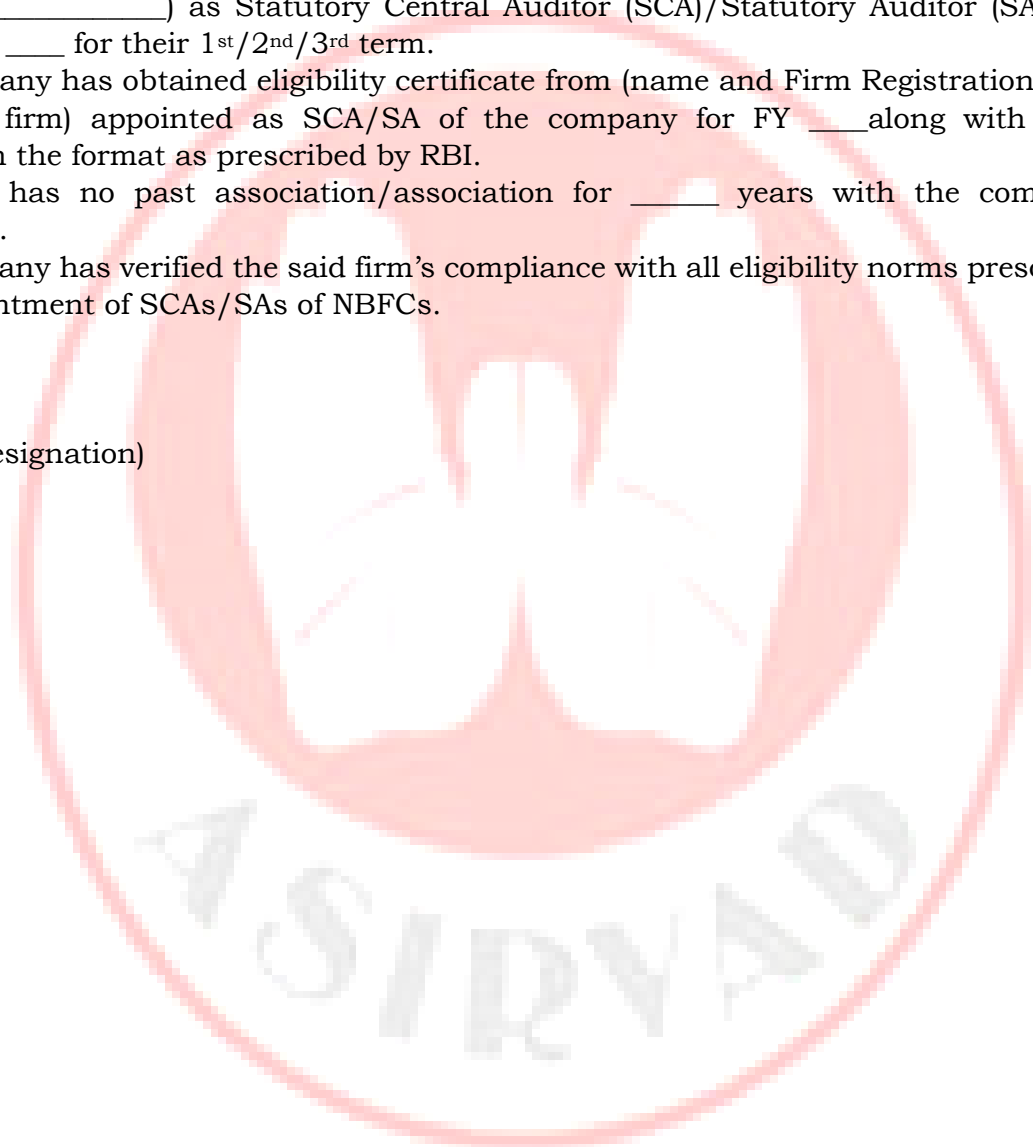 ____________) as Statutory Central Auditor (SCA)/Statutory Auditor (SA
____ for their 1st/2nd/3rd term.
any has obtained eligibility certificate from (name and Firm Registration
firm) appointed as SCA/SA of the company for FY ____along with
the format as prescribed by RBI.
has no past association/association for ______ years with the com
.
any has verified the said firm's compliance with all eligibility norms presc
ntment of SCAs/SAs of NBFCs.
esignation)
ASIRVAD